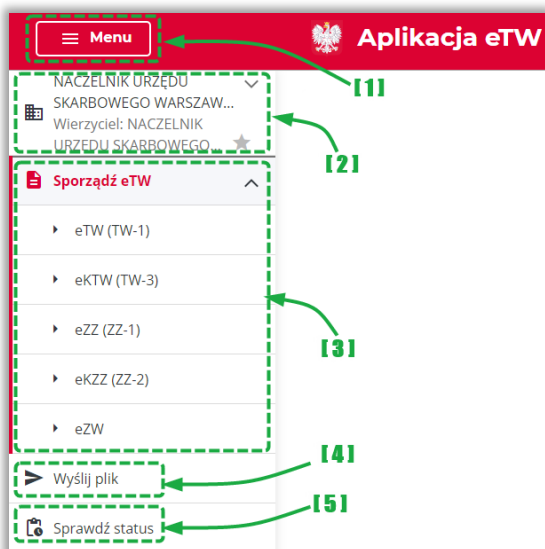 Menu
Aplikacja eTW
[1]
NACZELNIK URZĘDU
SKARBOWEGO WARSZAW...
Wierzyciel: NACZELNIK
URZĘDU SKARBOWEGO...
[2]
Sporządź eTW
eTW (TW-1)
eKTW (TW-3)
eZZ (ZZ-1)
[3]
eKZZ (ZZ-2)
eZW
[4]
Wyślij plik
[5]
Sprawdź status